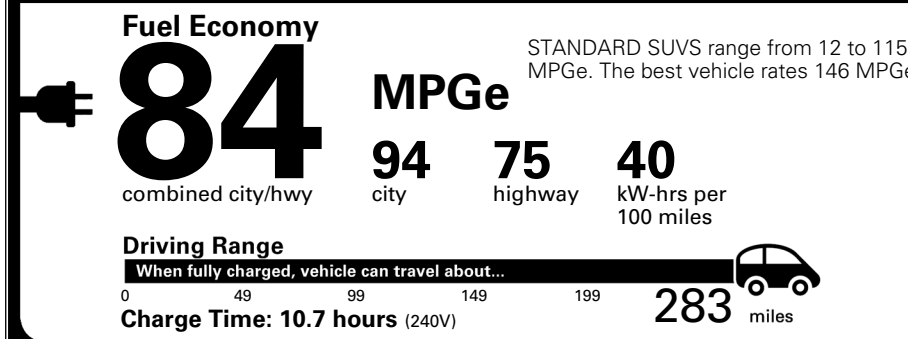 Fuel Economy
STANDARD SUVS range from 12 to 115
MPGe. The best vehicle rates 146 MPGe
84
MPGe
94 75 40
combined city/hwy city highway kW-hrs per
100 miles
Driving Range
When fully charged, vehicle can travel about...
0 49 99 149 199 283 miles
Charge Time: 10.7 hours (240V)